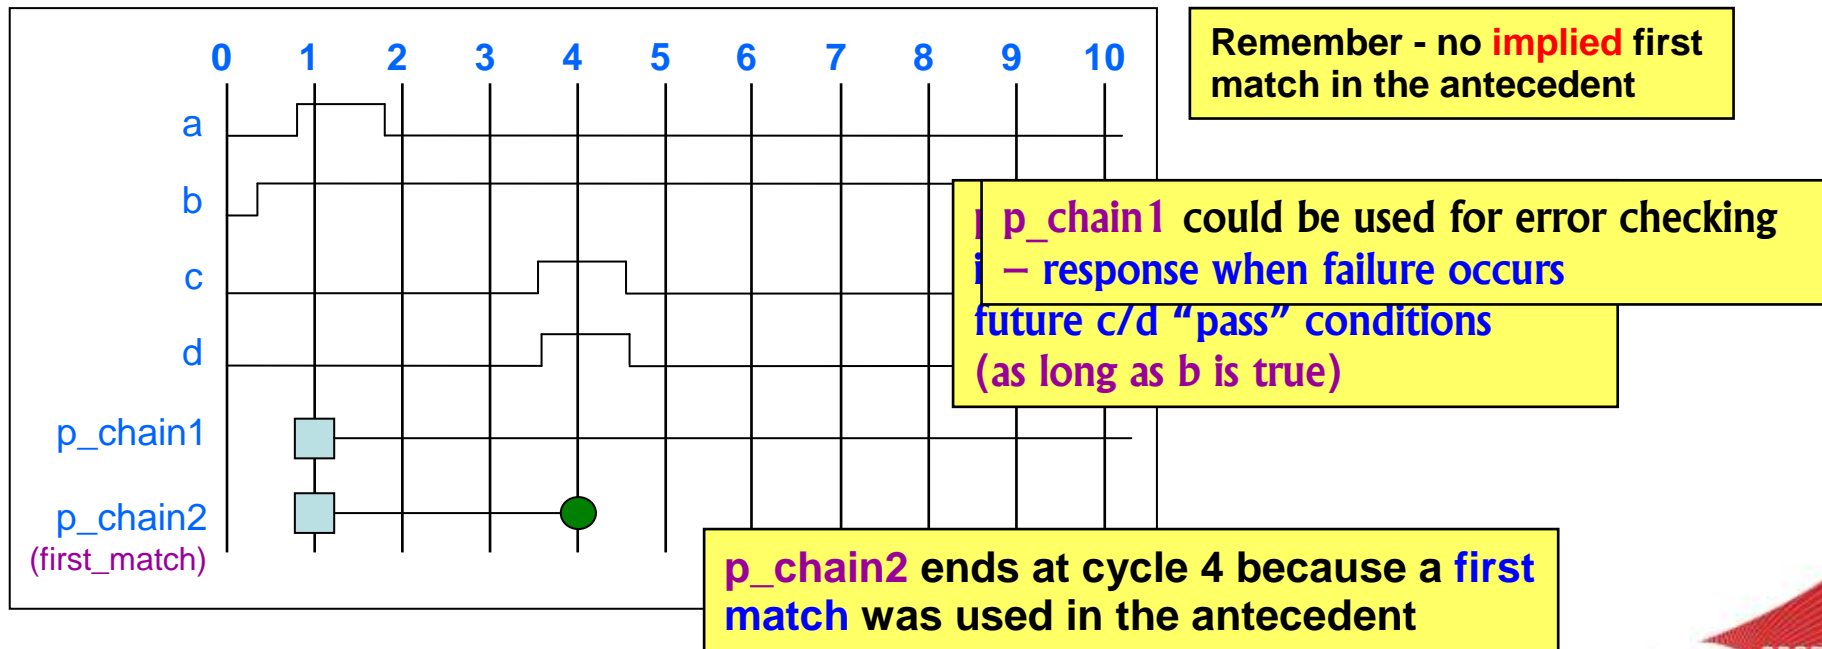 0 1 2 3 4 5 6 7 8 9 10
Remember - no implied first
match in the antecedent
a
b
p_chain1 could be used for error checking
– response when failure occurs
c
future c/d “pass” conditions
d
(as long as b is true)
p_chain1
p_chain2
(first_match)
p_chain2 ends at cycle 4 because a first
match was used in the antecedent